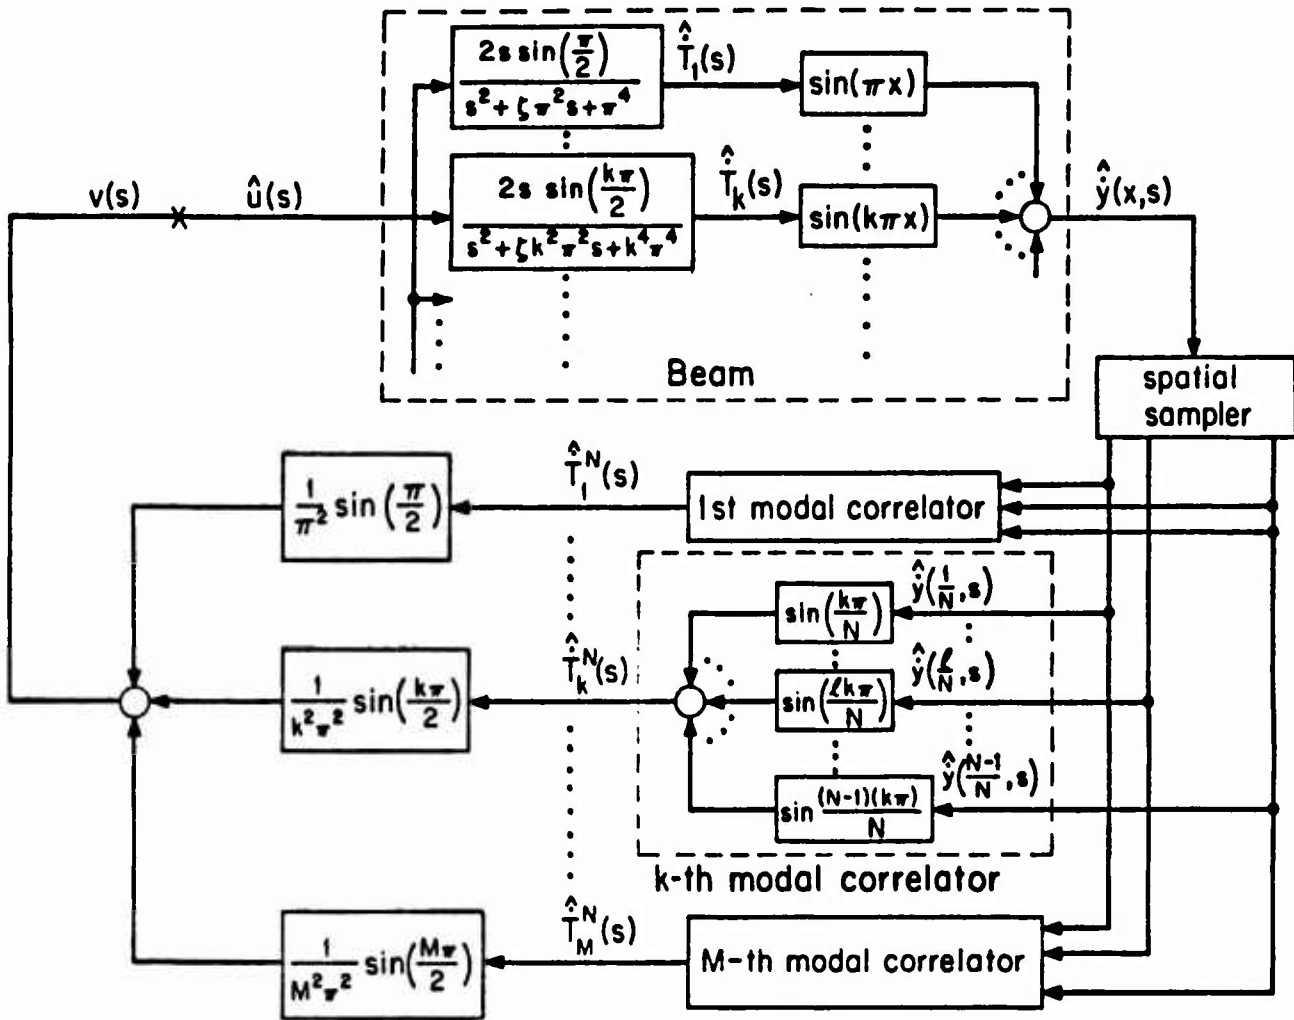 2s sin(π/2)
s² + ζπ²s + π⁴
T̂̇₁(s)
sin(πx)
v(s)
û(s)
2s sin(kπ/2)
s² + ζk²π²s + k⁴π⁴
T̂̇ₖ(s)
sin(kπx)
ŷ̇(x,s)
Beam
spatial
sampler
1/π² sin(π/2)
T̂̇₁ᴺ(s)
1st modal correlator
sin(kπ/N)
ŷ̇(1/N,s)
1/k²π² sin(kπ/2)
T̂̇ₖᴺ(s)
sin(ℓkπ/N)
ŷ̇(ℓ/N,s)
sin (N-1)(kπ)/N
ŷ̇(N-1/N,s)
k-th modal correlator
1/M²π² sin(Mπ/2)
T̂̇_Mᴺ(s)
M-th modal correlator